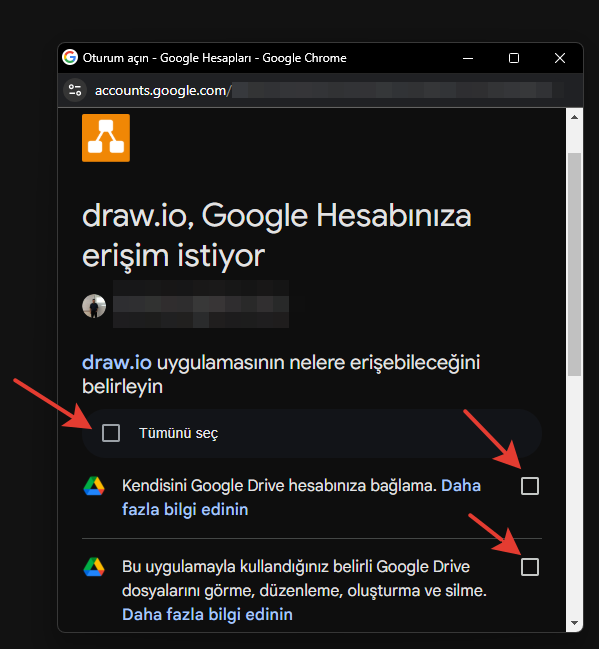 Oturum açın - Google Hesapları - Google Chrome
accounts.google.com/
draw.io, Google Hesabınıza
erişim istiyor
draw.io uygulamasının nelere erişebileceğini
belirleyin
Tümünü seç
Kendisini Google Drive hesabınıza bağlama. Daha
fazla bilgi edinin
Bu uygulamayla kullandığınız belirli Google Drive
dosyalarını görme, düzenleme, oluşturma ve silme.
Daha fazla bilgi edinin